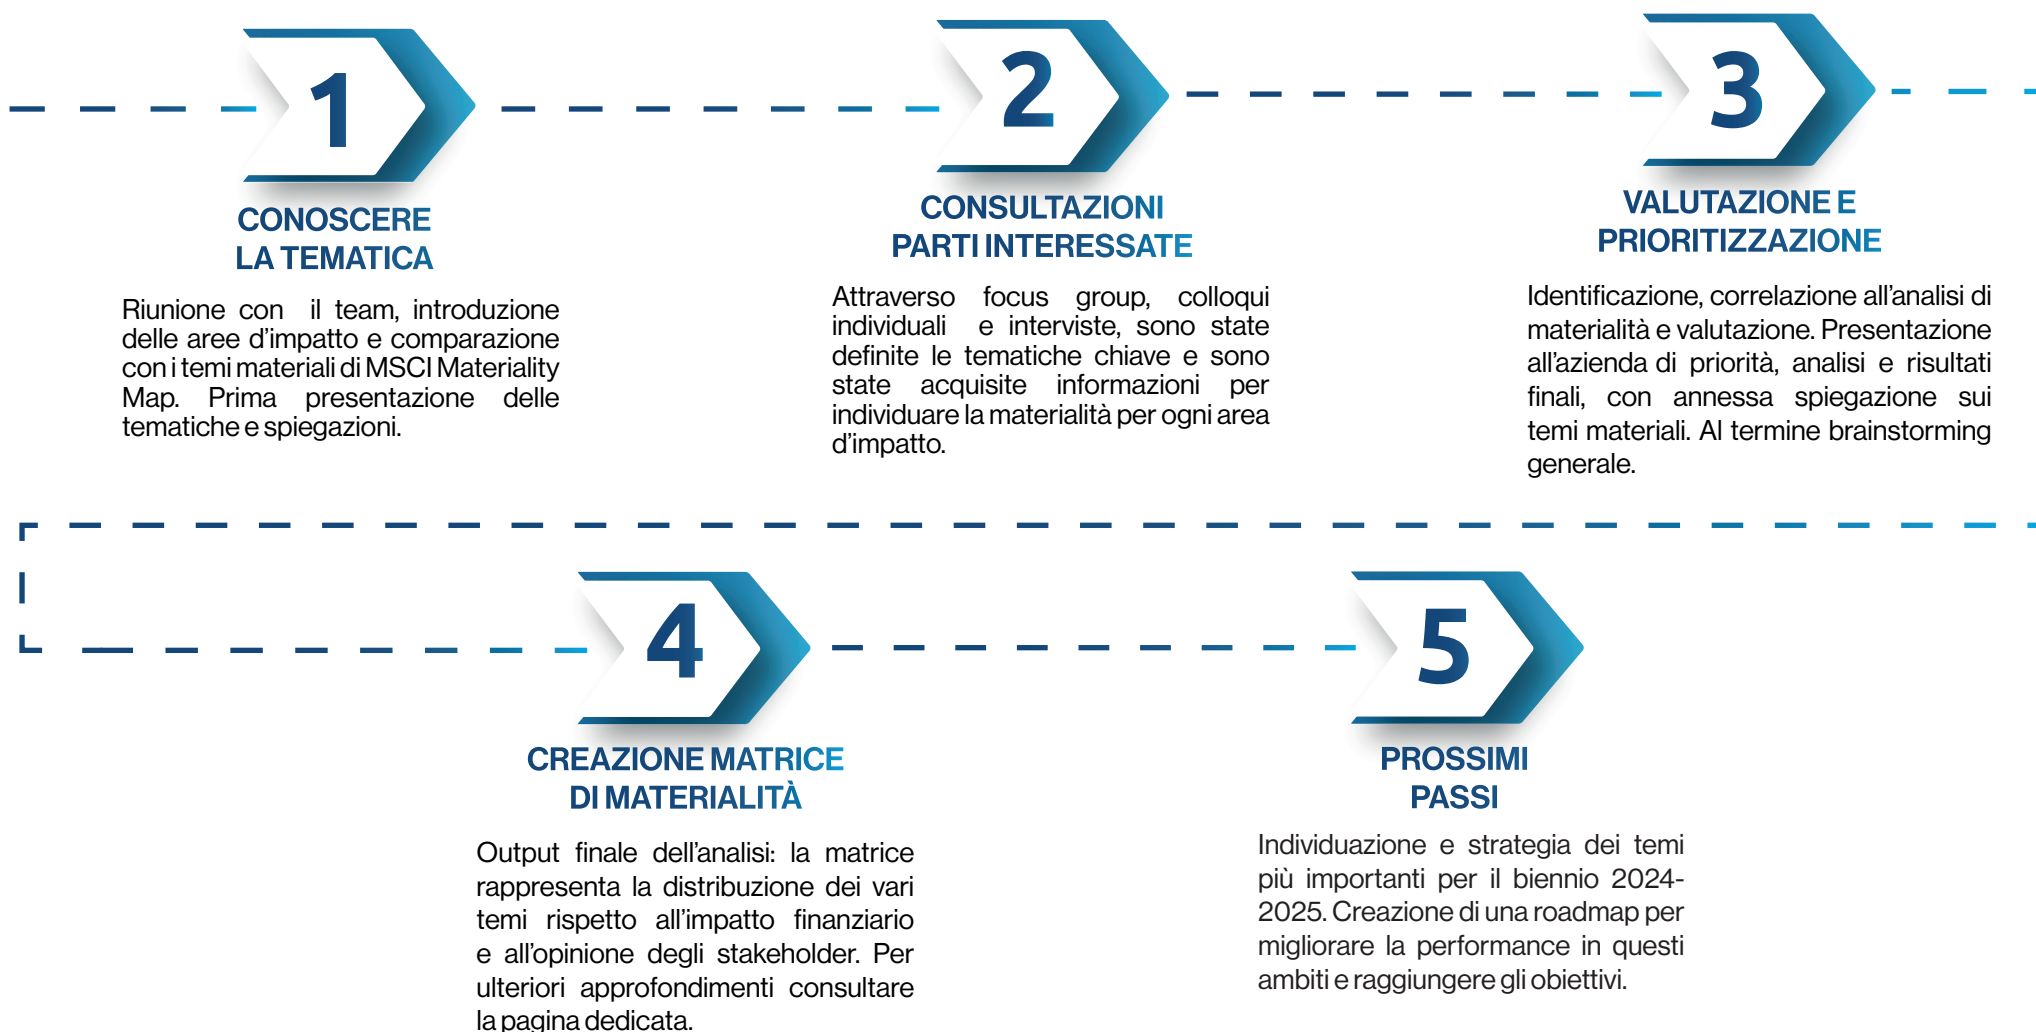 1
CONOSCERE
LA TEMATICA
Riunione con il team, introduzione
delle aree d'impatto e comparazione
con i temi materiali di MSCI Materiality
Map. Prima presentazione delle
tematiche e spiegazioni.
2
CONSULTAZIONI
PARTI INTERESSATE
Attraverso focus group, colloqui
individuali e interviste, sono state
definite le tematiche chiave e sono
state acquisite informazioni per
individuare la materialità per ogni area
d'impatto.
3
VALUTAZIONE E
PRIORITIZZAZIONE
Identificazione, correlazione all'analisi di
materialità e valutazione. Presentazione
all'azienda di priorità, analisi e risultati
finali, con annessa spiegazione sui
temi materiali. Al termine brainstorming
generale.
4
CREAZIONE MATRICE
DI MATERIALITÀ
Output finale dell'analisi: la matrice
rappresenta la distribuzione dei vari
temi rispetto all'impatto finanziario
e all'opinione degli stakeholder. Per
ulteriori approfondimenti consultare
la pagina dedicata.
5
PROSSIMI
PASSI
Individuazione e strategia dei temi
più importanti per il biennio 2024-
2025. Creazione di una roadmap per
migliorare la performance in questi
ambiti e raggiungere gli obiettivi.